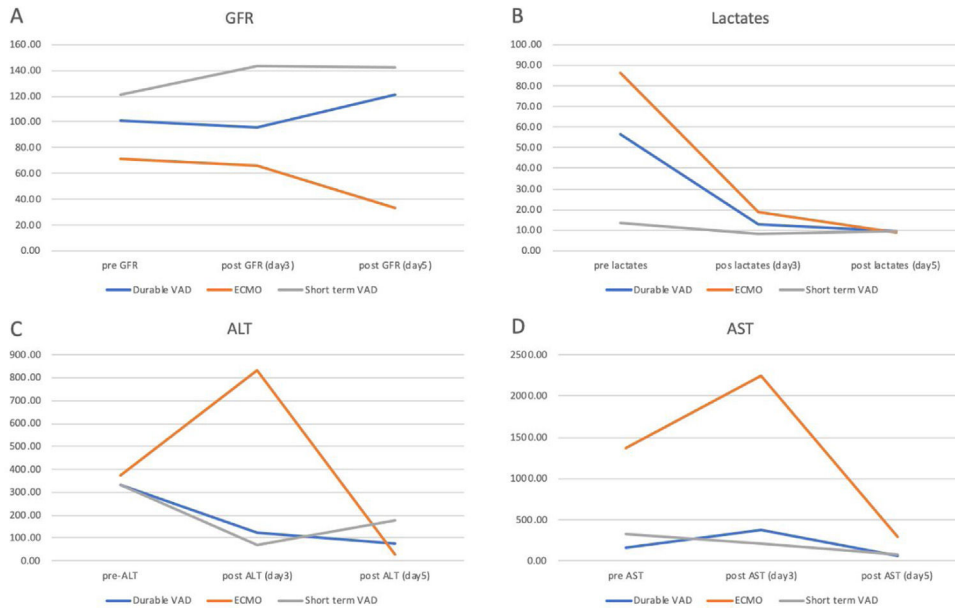 A
GFR
160.00
140.00
120.00
100.00
80.00
60.00
40.00
20.00
0.00
pre GFR post GFR (day3) post GFR (day5)
Durable VAD ECMO Short term VAD
B
Lactates
100.00
90.00
80.00
70.00
60.00
50.00
40.00
30.00
20.00
10.00
0.00
pre lactates pos lactates (day3) post lactates (day5)
Durable VAD ECMO Short term VAD
C
ALT
900.00
800.00
700.00
600.00
500.00
400.00
300.00
200.00
100.00
0.00
pre-ALT post ALT (day3) post ALT (day5)
Durable VAD ECMO Short term VAD
D
AST
2500.00
2000.00
1500.00
1000.00
500.00
0.00
pre AST post AST (day3) post AST (day5)
Durable VAD ECMO Short term VAD